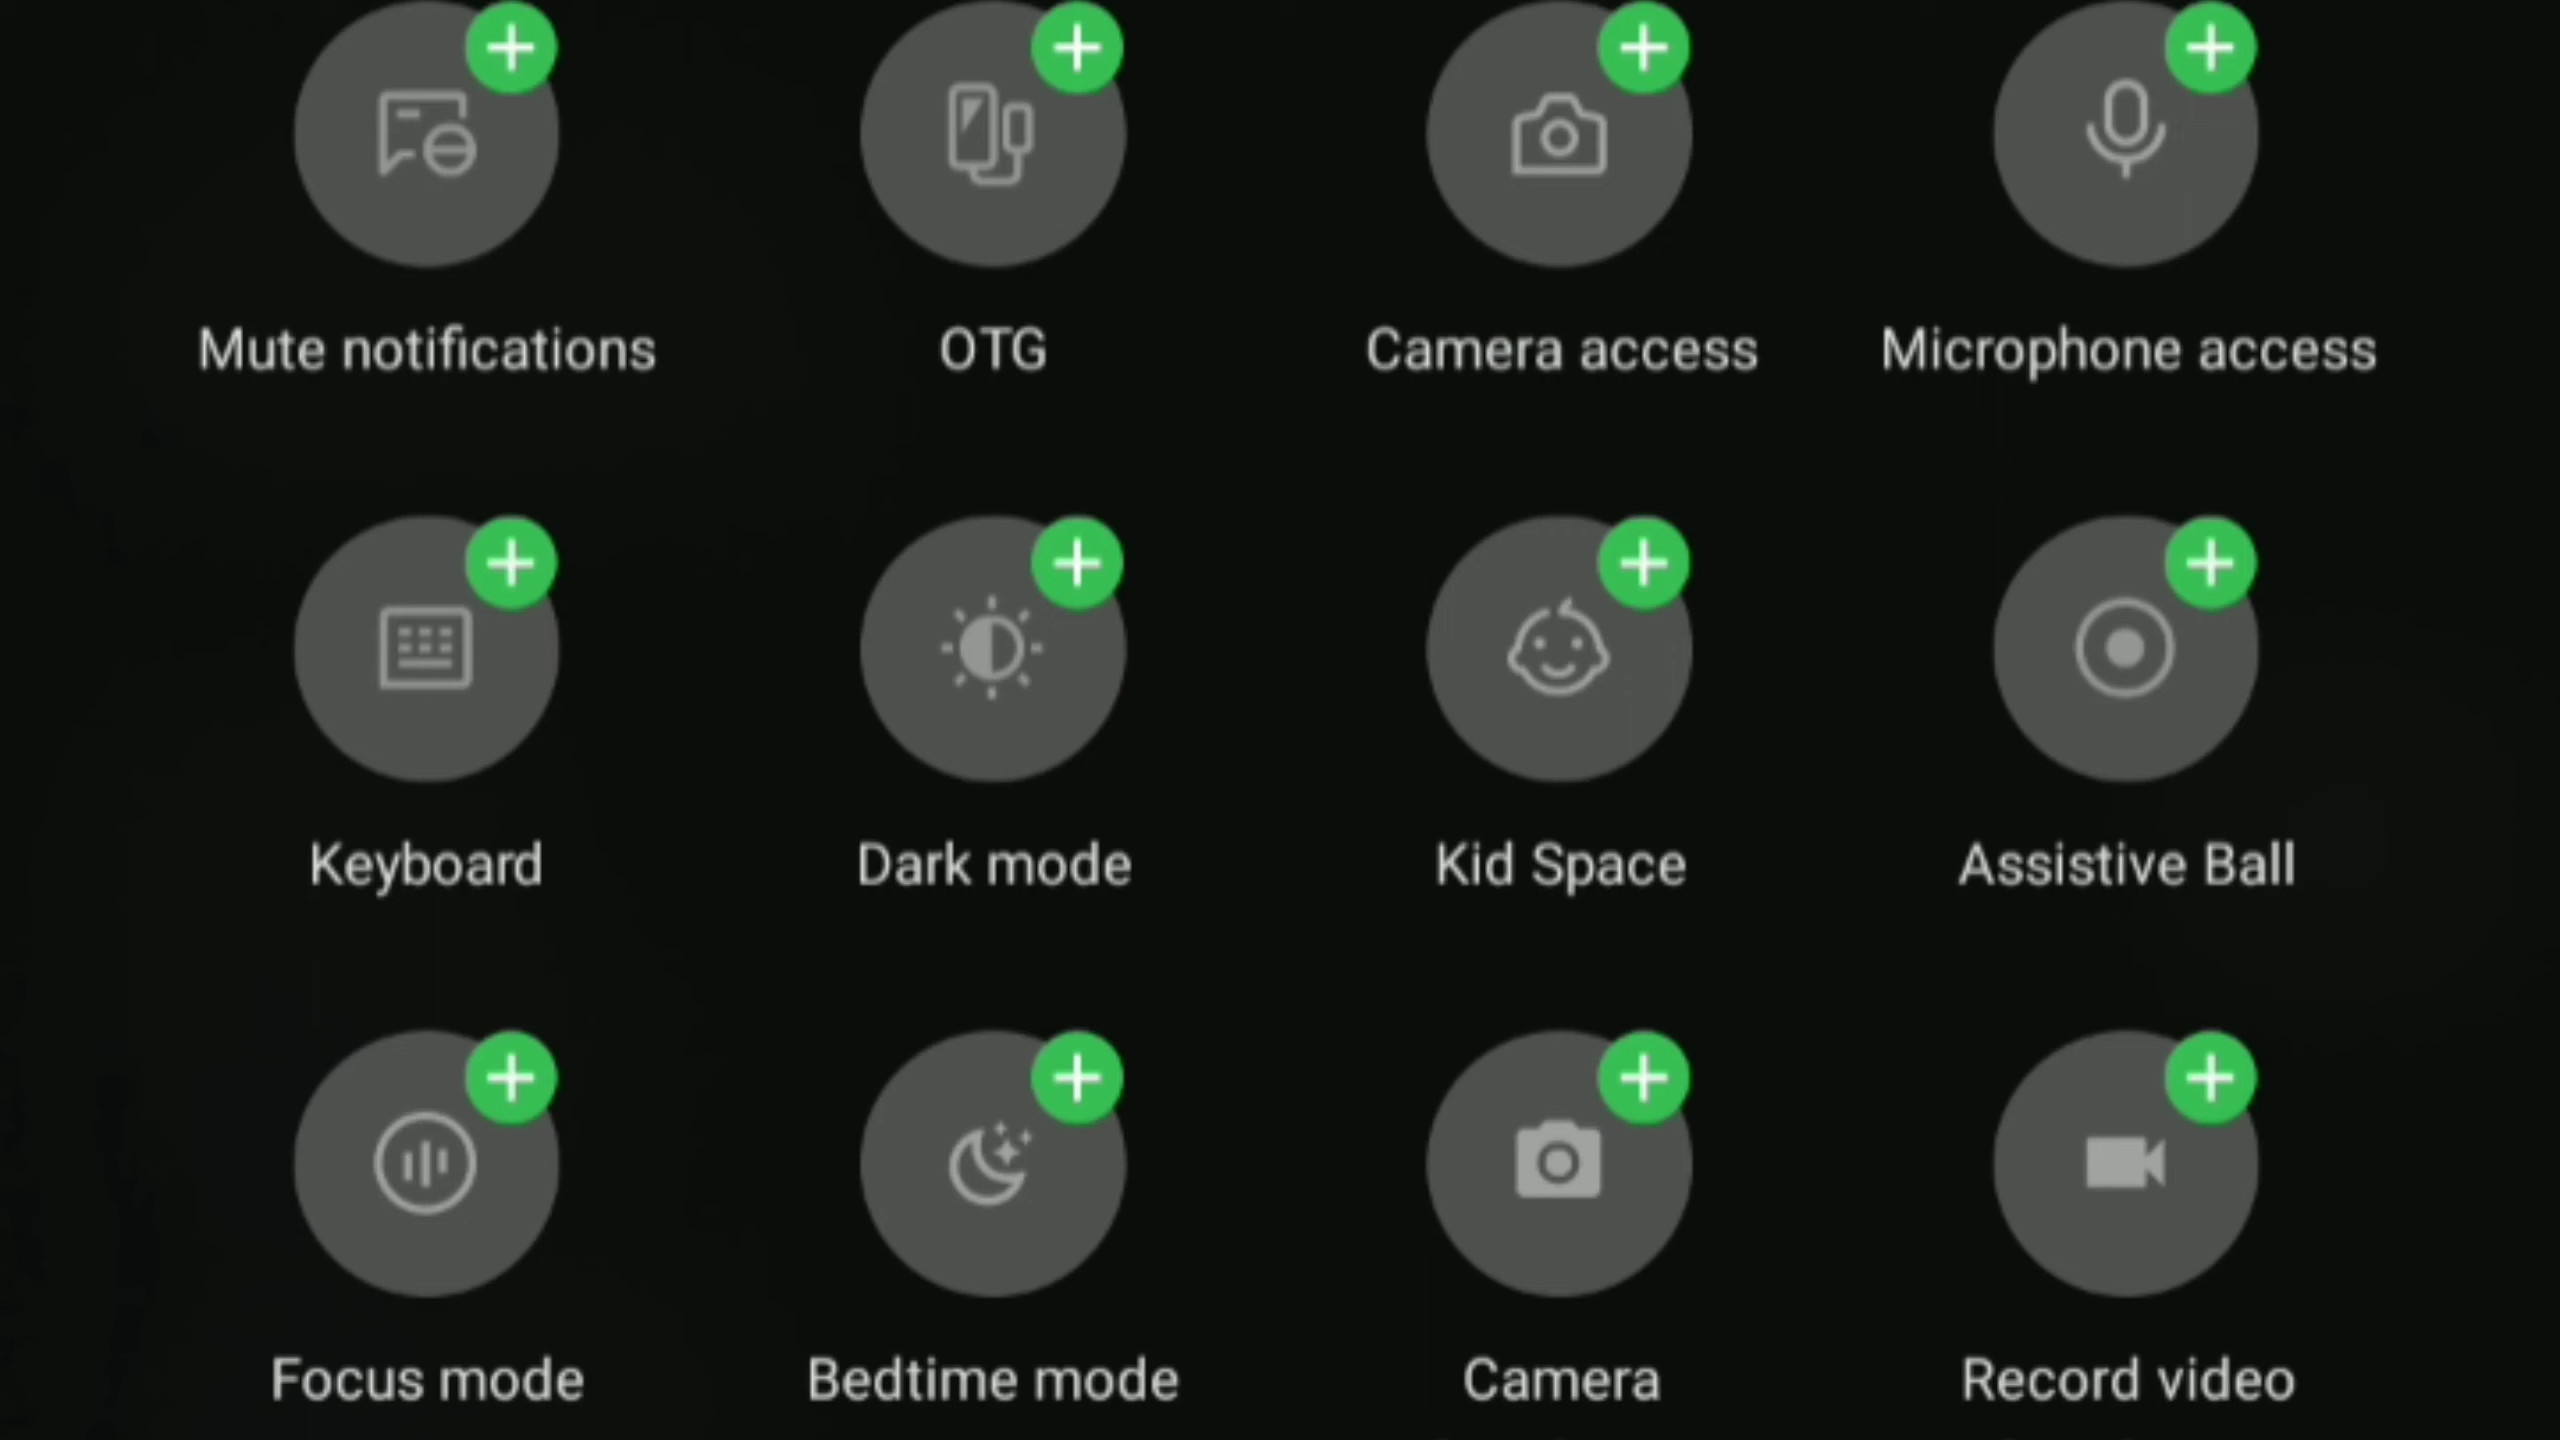 Mute notifications
OTG
Camera access
Microphone access
Keyboard
Dark mode
Kid Space
Assistive Ball
Focus mode
Bedtime mode
Camera
Record video